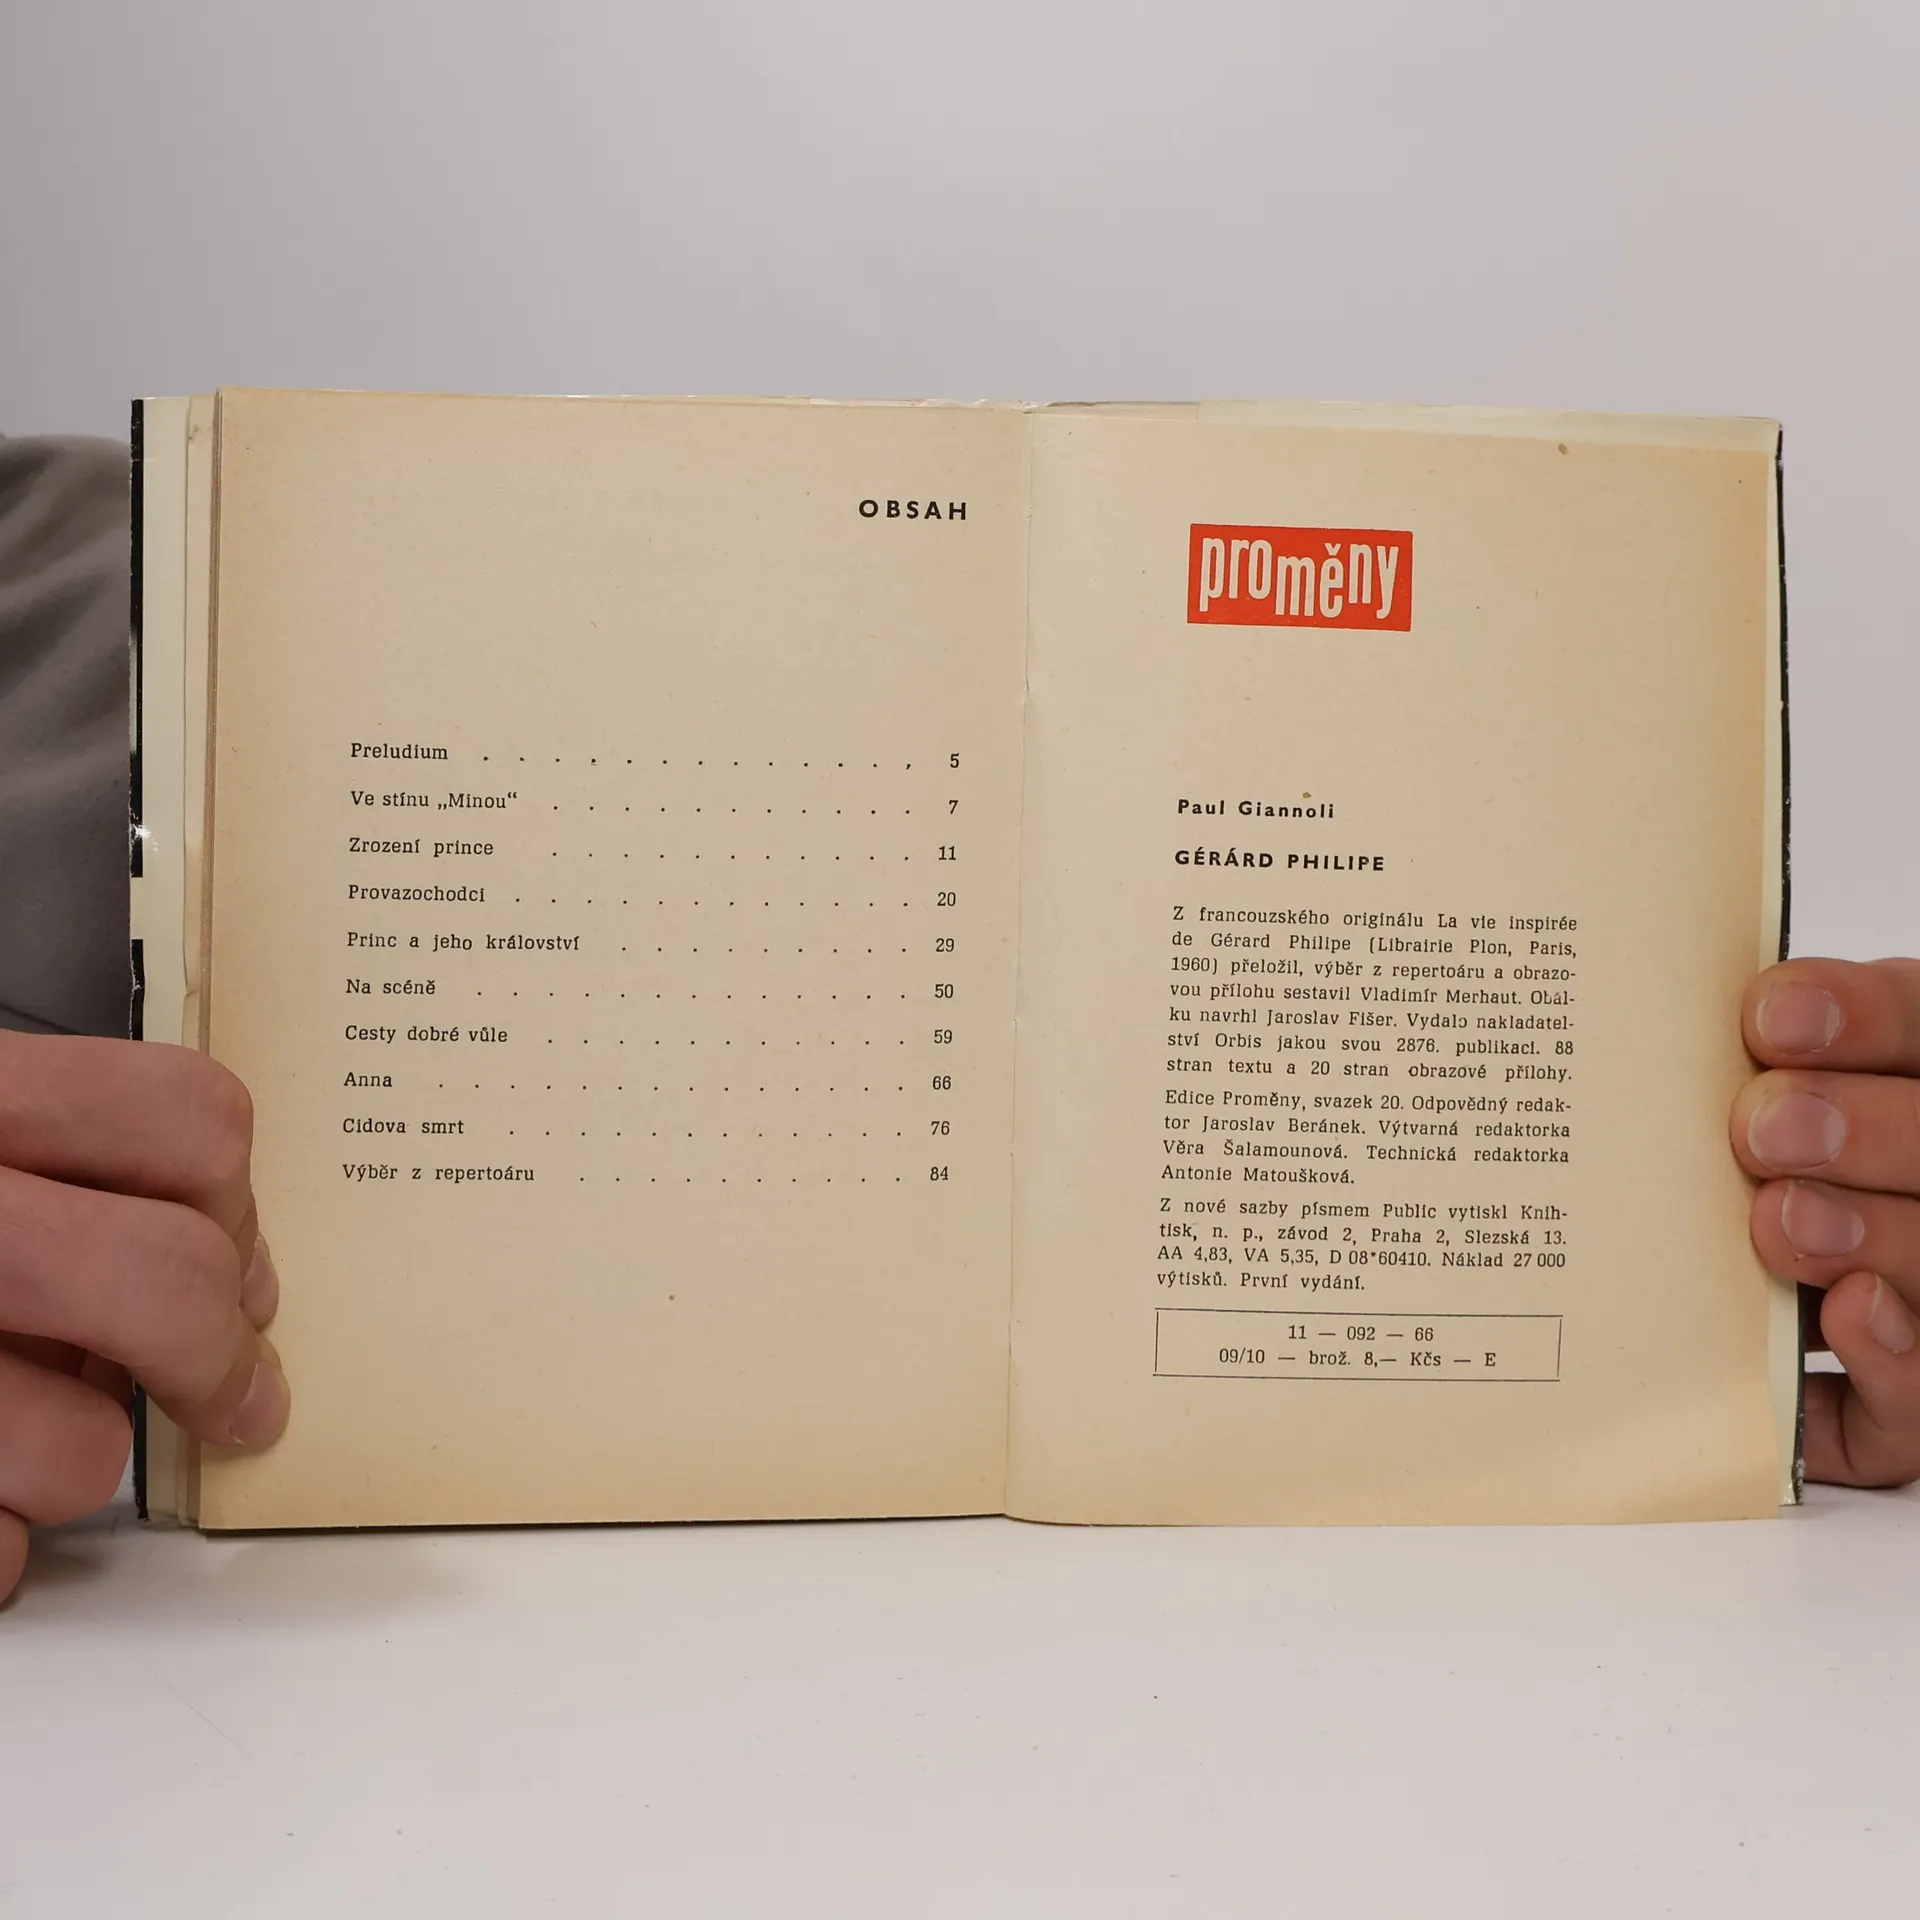 OBSAH
Preludium . . . . . . . . . . . . , 5
Ve stínu „Minou“ . . . . . . . . . . . 7
Zrození prince . . . . . . . . . . . 11
Provazochodci . . . . . . . . . . . . 20
Princ a jeho království . . . . . . . . . 29
Na scéně . . . . . . . . . . . . . 50
Cesty dobré vůle . . . . . . . . . . . 59
Anna . . . . . . . . . . . . . . 66
Cidova smrt . . . . . . . . . . . . 76
Výběr z repertoáru . . . . . . . . . . 84
proměny
Paul Giannoli
GÉRÁRD PHILIPE
Z francouzského originálu La vie inspirée
de Gérard Philipe (Librairie Plon, Paris,
1960) přeložil, výběr z repertoáru a obrazo-
vou přílohu sestavil Vladimír Merhaut. Obál-
ku navrhl Jaroslav Fišer. Vydalo nakladatel-
ství Orbis jakou svou 2876. publikaci. 88
stran textu a 20 stran obrazové přílohy.
Edice Proměny, svazek 20. Odpovědný redak-
tor Jaroslav Beránek. Výtvarná redaktorka
Věra Šalamounová. Technická redaktorka
Antonie Matoušková.
Z nové sazby písmem Public vytiskl Knih-
tisk, n. p., závod 2, Praha 2, Slezská 13.
AA 4,83, VA 5,35, D 08*60410. Náklad 27 000
výtisků. První vydání.
11 — 092 — 66
09/10 — brož. 8,— Kčs — E